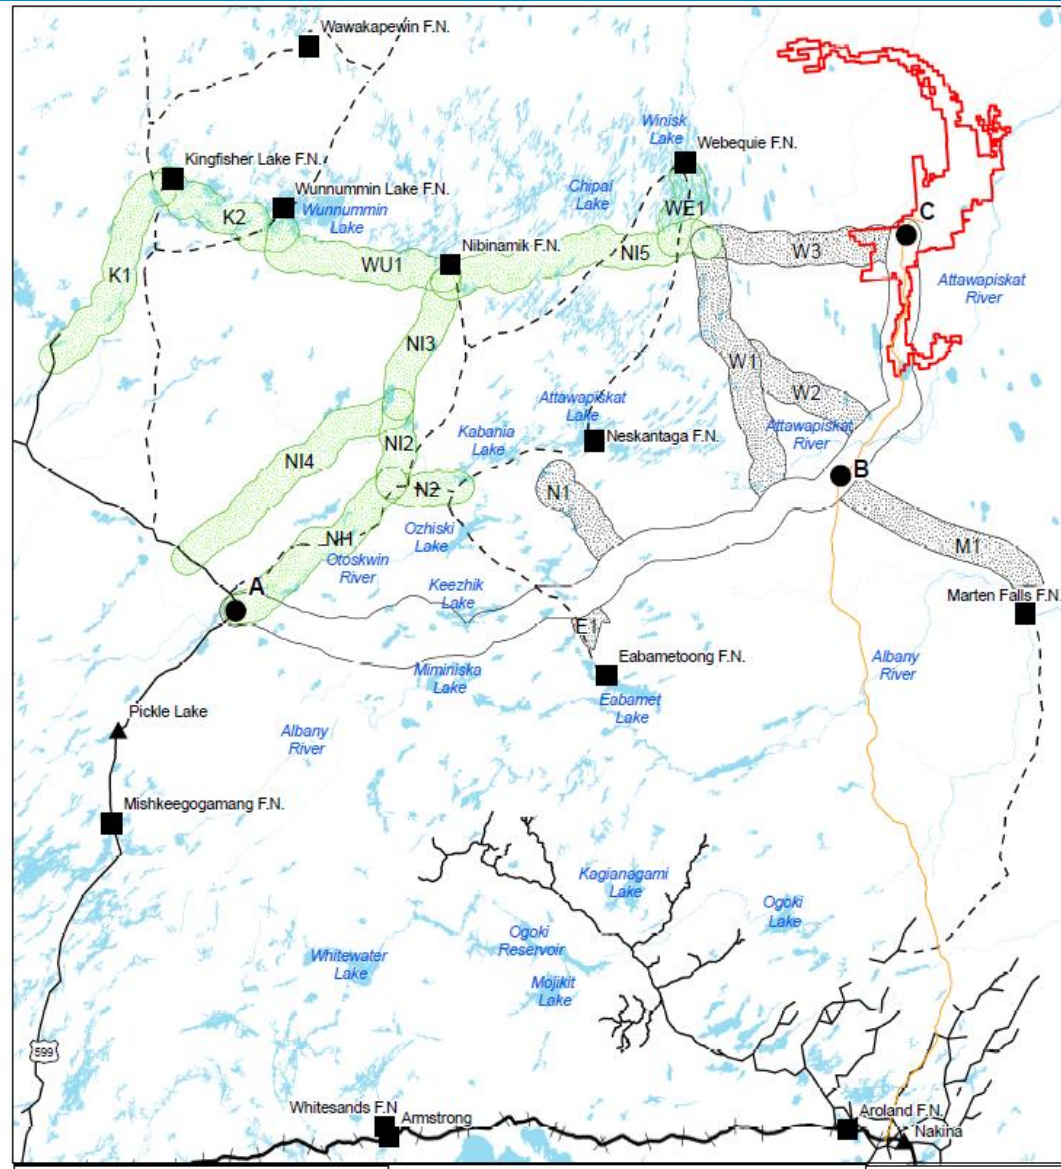 Wawakapewin F.N.
Winisk
Lake
Webequie F.N.
Kingfisher Lake F.N.
Wunnummin Lake F.N.
Wunnummin
Lake
Chipai
Lake
K2
WE1
C
Nibinamik F.N.
NI5
W3
WU1
K1
Attawapiskat
River
NI3
W1
W2
Attawapiskat
Lake
Attawapiskat
River
Kabania
Lake
Neskantaga F.N.
NI2
NI4
B
N2
N1
Ozhiski
Lake
NI1
Otoskwin
River
M1
A
Keezhik
Lake
Marten Falls F.N.
E1
Eabametoong F.N.
Miminiska
Lake
Albany
River
Eabamet
Lake
Pickle Lake
Albany
River
Mishkeegogamang F.N.
Kagianagami
Lake
Ogoki
Lake
Ogoki
Reservoir
Whitewater
Lake
Mojikit
Lake
599
Whitesands F.N
Armstrong
Aroland F.N.
Nakina